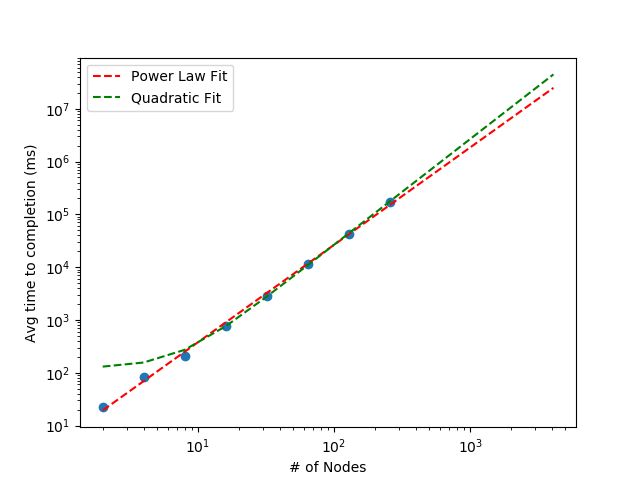 Power Law Fit
Quadratic Fit
Avg time to completion (ms)
10^7
10^6
10^5
10^4
10^3
10^2
10^1
10^1
10^2
10^3
# of Nodes